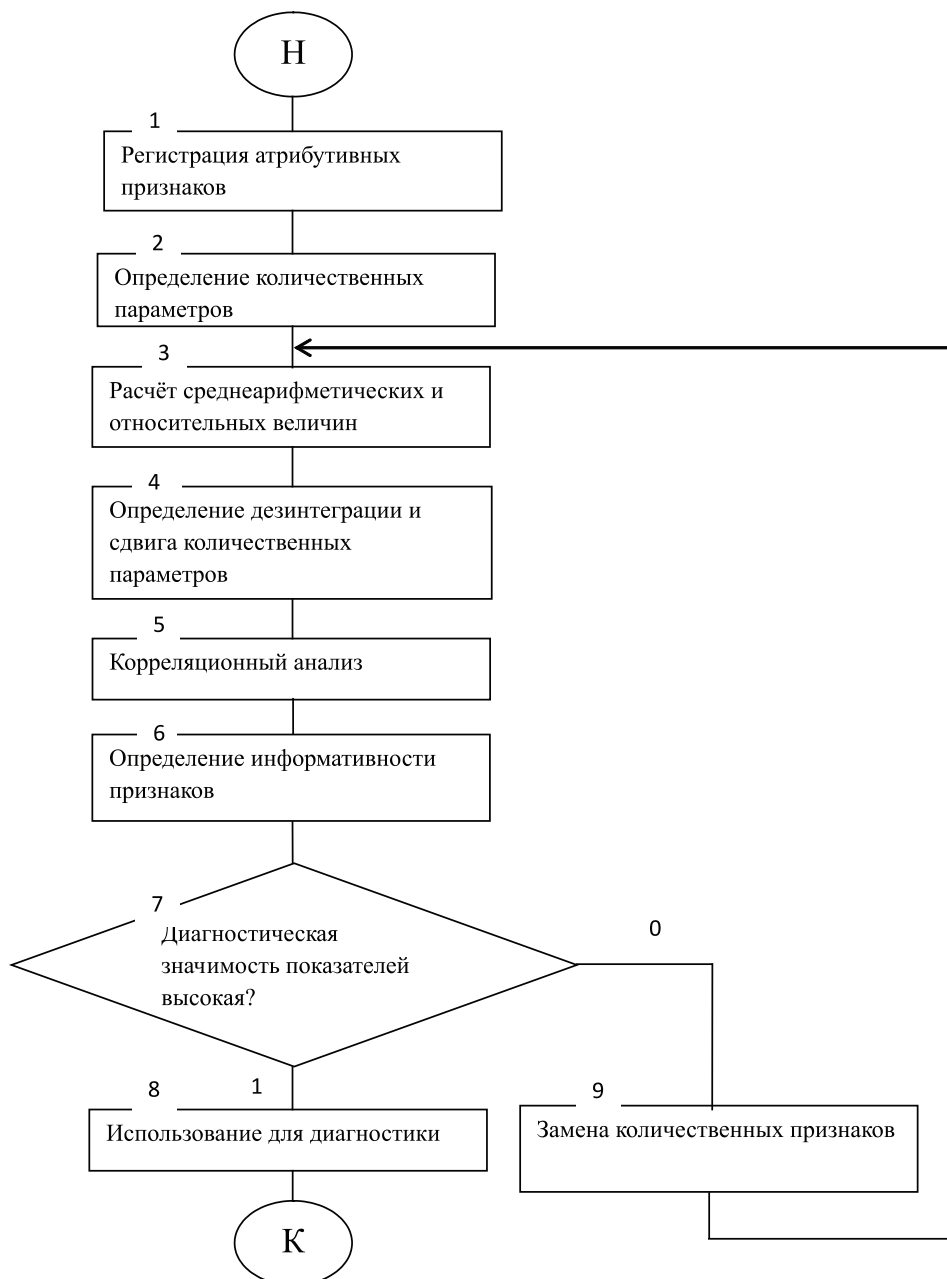 Н
1
Регистрация атрибутивных
признаков
2
Определение количественных
параметров
3
Расчёт среднеарифметических и
относительных величин
4
Определение дезинтеграции и
сдвига количественных
параметров
5
Корреляционный анализ
6
Определение информативности
признаков
7
Диагностическая
значимость показателей
высокая?
0
8
1
Использование для диагностики
9
Замена количественных признаков
К